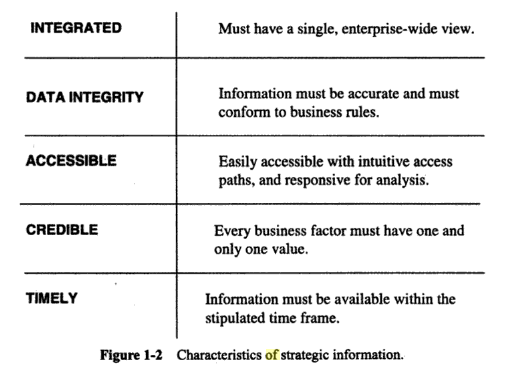 INTEGRATED Must have a single, enterprise-wide view.
DATA INTEGRITY Information must be accurate and must
conform to business rules.
ACCESSIBLE Easily accessible with intuitive access
paths, and responsive for analysis.
CREDIBLE Every business factor must have one and
only one value.
TIMELY Information must be available within the
stipulated time frame.
Figure 1-2 Characteristics of strategic information.